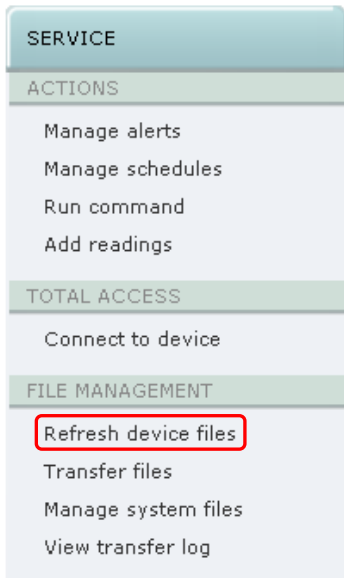 SERVICE
ACTIONS
Manage alerts
Manage schedules
Run command
Add readings
TOTAL ACCESS
Connect to device
FILE MANAGEMENT
Refresh device files
Transfer files
Manage system files
View transfer log